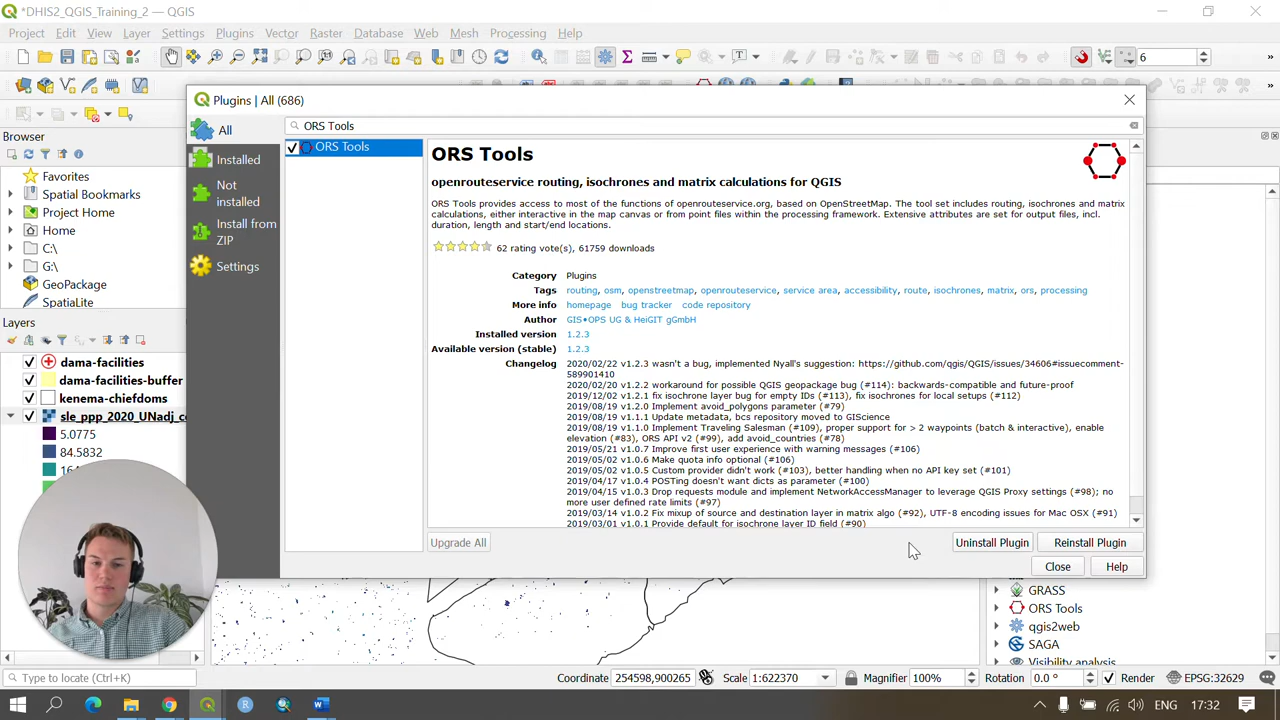 *DHIS2_QGIS_Training_2 — QGIS
Project Edit View Layer Settings Plugins Vector Raster Database Web Mesh Processing Help
6
Plugins | All (686)
Browser
Favorites
Spatial Bookmarks
Project Home
Home
C:\
G:\
GeoPackage
SpatiaLite
Layers
dama-facilities
dama-facilities-buffer
kenema-chiefdoms
sle_ppp_2020_UNadj_co
5.0775
84.5832
All
Installed
Not
installed
Install from
ZIP
Settings
ORS Tools
ORS Tools
ORS Tools
openrouteservice routing, isochrones and matrix calculations for QGIS
ORS Tools provides access to most of the functions of openrouteservice.org, based on OpenStreetMap. The tool set includes routing, isochrones and matrix
calculations, either interactive in the map canvas or from point files within the processing framework. Extensive attributes are set for output files, incl.
duration, length and start/end locations.
62 rating vote(s), 61759 downloads
Category Plugins
Tags routing, osm, openstreetmap, openrouteservice, service area, accessibility, route, isochrones, matrix, ors, processing
More info homepage bug tracker code repository
Author GIS•OPS UG & HeiGIT gGmbH
Installed version 1.2.3
Available version (stable) 1.2.3
Changelog 2020/02/22 v1.2.3 wasn't a bug, implemented Nyall's suggestion: https://github.com/qgis/QGIS/issues/34606#issuecomment-
589901410
2020/02/20 v1.2.2 workaround for possible QGIS geopackage bug (#114): backwards-compatible and future-proof
2019/12/02 v1.2.1 fix isochrone layer bug for empty IDs (#113), fix isochrones for local setups (#112)
2019/08/19 v1.2.0 Implement avoid_polygons parameter (#79)
2019/08/19 v1.1.1 Update metadata, bcs repository moved to GIScience
2019/08/19 v1.1.0 Implement Traveling Salesman (#109), proper support for > 2 waypoints (batch & interactive), enable
elevation (#83), ORS API v2 (#99), add avoid_countries (#78)
2019/05/21 v1.0.7 Improve first user experience with warning messages (#106)
2019/05/02 v1.0.6 Make quota info optional (#106)
2019/05/02 v1.0.5 Custom provider didn't work (#103), better handling when no API key set (#101)
2019/04/17 v1.0.4 POSTing doesn't want dicts as parameter (#100)
2019/04/15 v1.0.3 Drop requests module and implement NetworkAccessManager to leverage QGIS Proxy settings (#98); no
more user defined rate limits (#97)
2019/03/14 v1.0.2 Fix mixup of source and destination layer in matrix algo (#92), UTF-8 encoding issues for Mac OSX (#91)
2019/03/01 v1.0.1 Provide default for isochrone layer ID field (#90)
Upgrade All Uninstall Plugin Reinstall Plugin
Close Help
GRASS
ORS Tools
qgis2web
SAGA
Visibility analysis
Type to locate (Ctrl+K) Coordinate 254598,900265 Scale 1:622370 Magnifier 100% Rotation 0.0 ° Render EPSG:32629
ENG 17:32